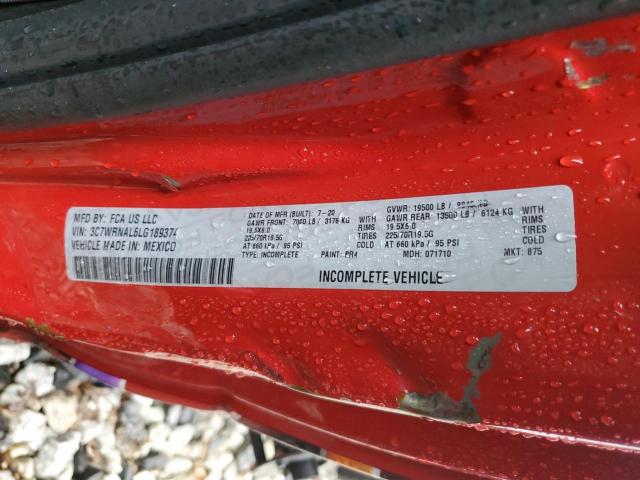 MFD BY: FCA US LLC
VIN: 3C7WRNAL6LG189374
VEHICLE MADE IN: MEXICO
DATE OF MFR (BUILT): 7-20
GAWR FRONT: 7000 LB / 3176 KG WITH
19.5X6.0 RIMS
225/70R19.5G TIRES
AT 660 kPa / 95 PSI
TYPE: INCOMPLETE PAINT: PR4
GVWR: 19500 LB /
GAWR REAR: 13500 LB / 6124 KG WITH
19.5X6.0 RIMS
225/70R19.5G TIRES
AT 660 kPa / 95 PSI
MDH: 071710 MKT: 875
INCOMPLETE VEHICLE